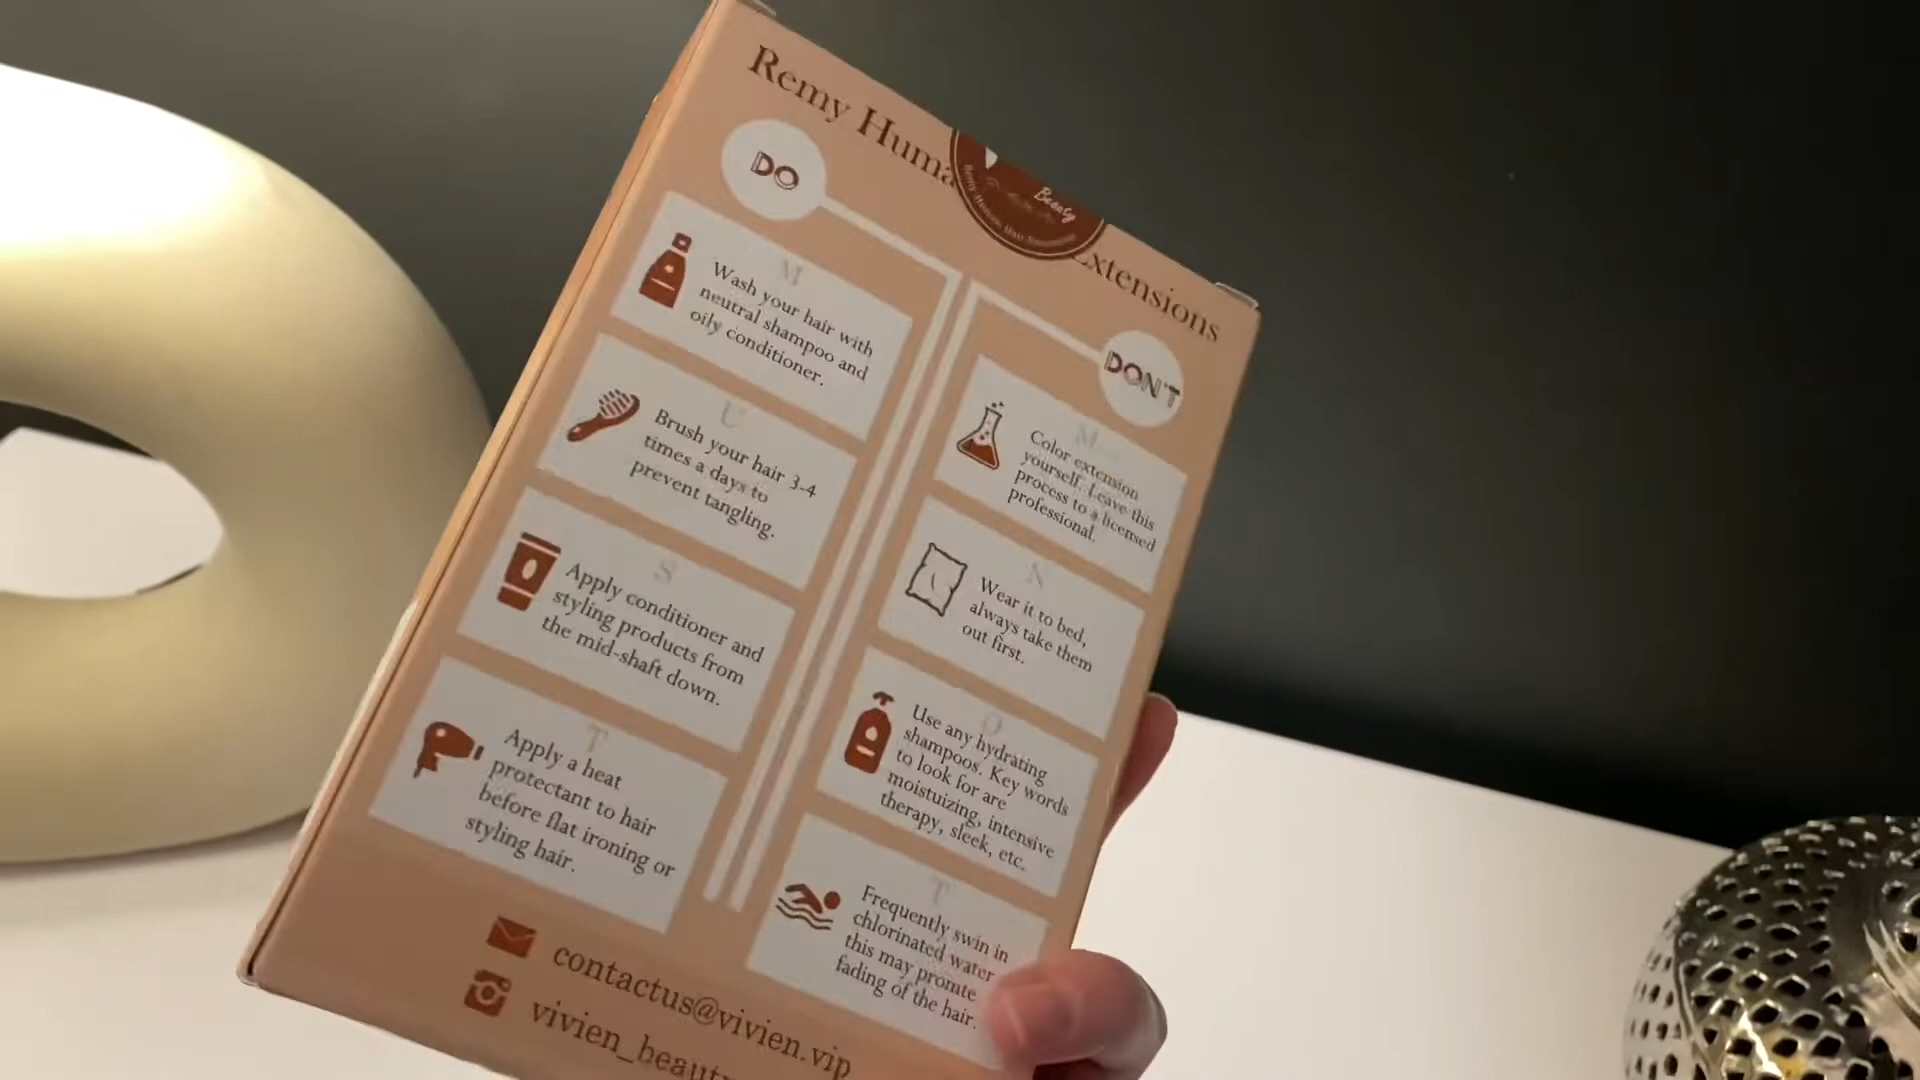 Remy Huma
Extensions
Beauty
DO
M
Wash your hair with
neutral shampoo and
oily conditioner.
U
Brush your hair 3-4
times a days to
prevent tangling.
S
Apply conditioner and
styling products from
the mid-shaft down.
T
Apply a heat
protectant to hair
before flat ironing or
styling hair.
DON'T
M
Color extension
yourself. Leave this
process to a licensed
professional.
N
Wear it to bed,
always take them
out first.
O
Use any hydrating
shampoos. Key words
to look for are
moistuizing, intensive
therapy, sleek, etc.
T
Frequently swin in
chlorinated water
this may promte
fading of the hair.
contactus@vivien.vip
vivien_beauty